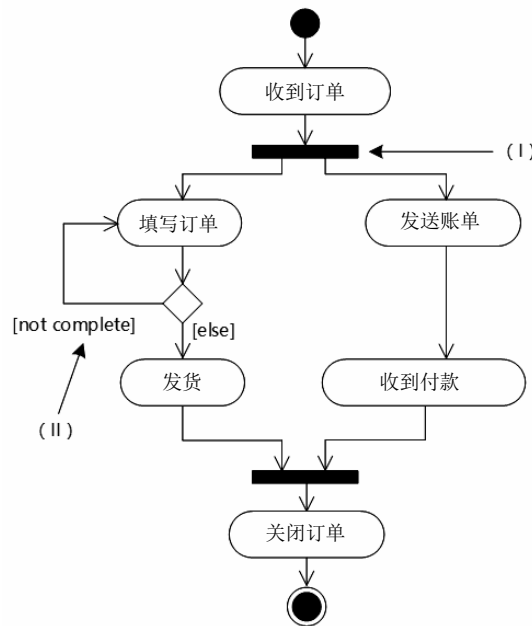 收到订单
( I )
填写订单
发送账单
[not complete]
[else]
发货
收到付款
( II )
关闭订单